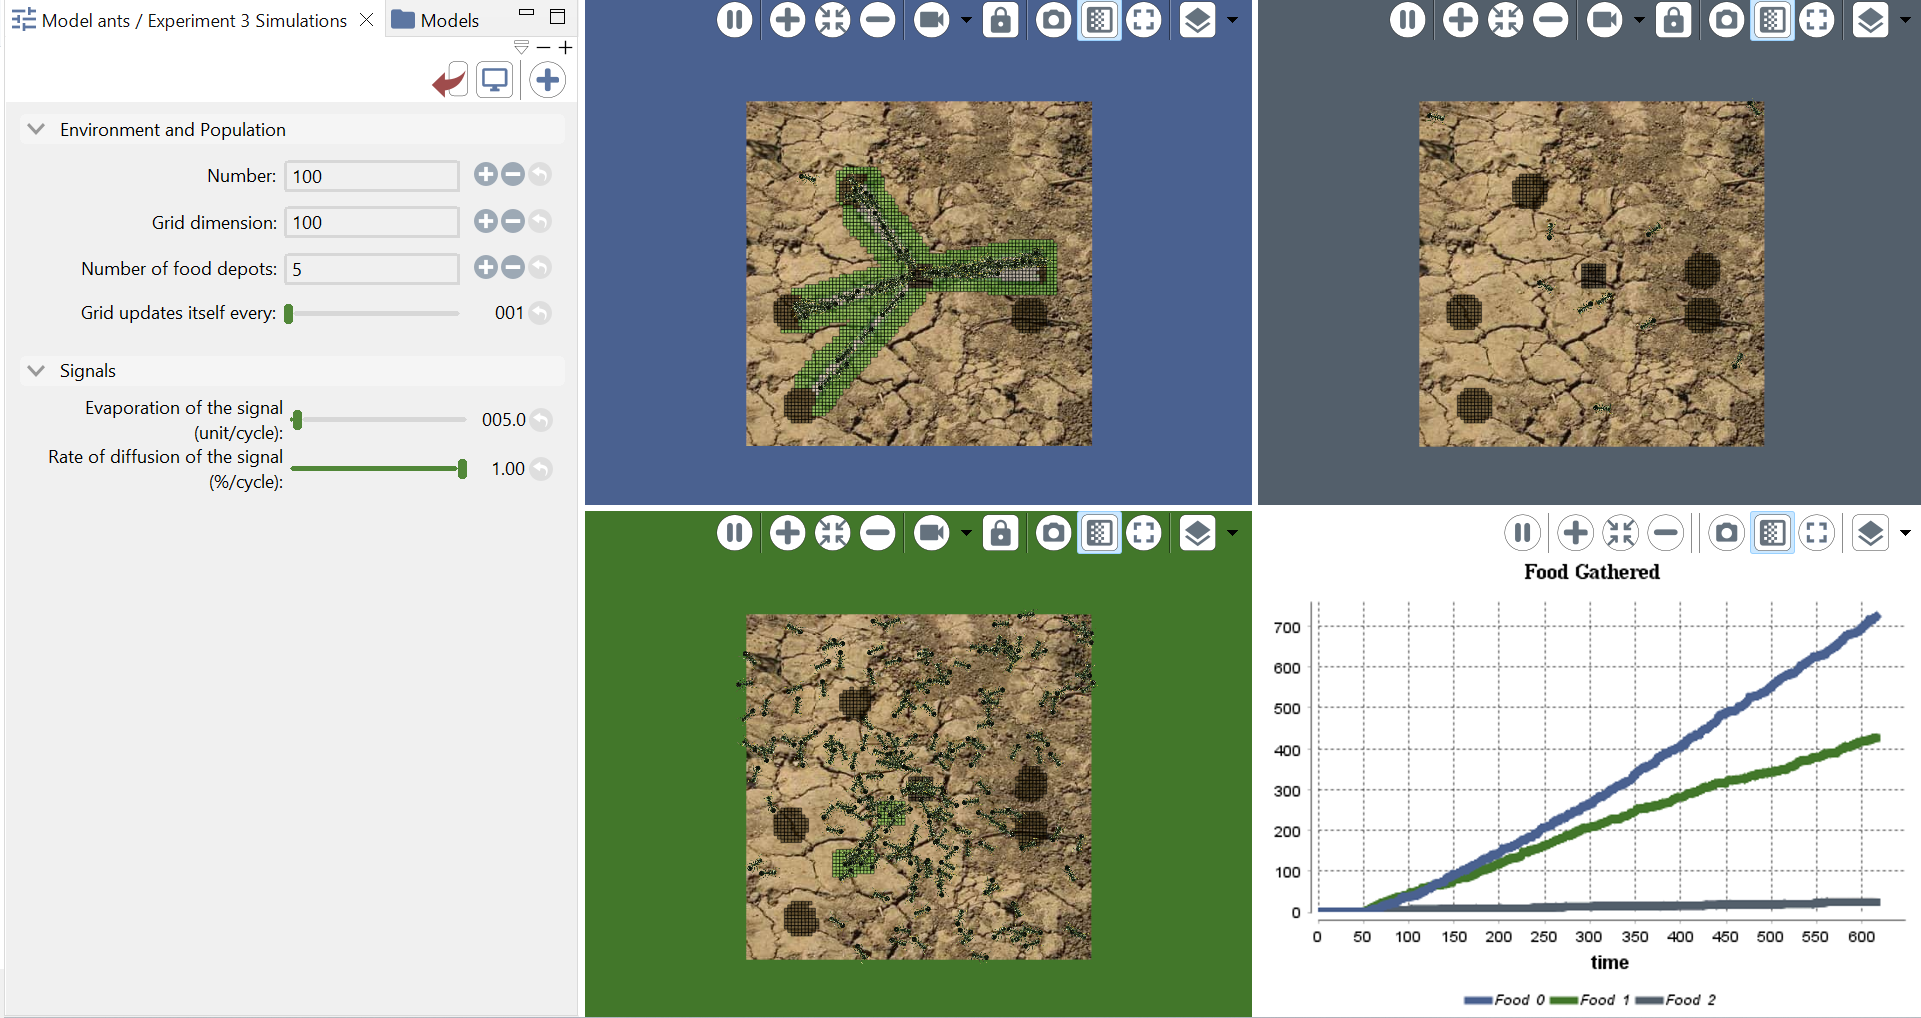 Model ants / Experiment 3 Simulations
Models
Environment and Population
Number: 100
Grid dimension: 100
Number of food depots: 5
Grid updates itself every: 001
Signals
Evaporation of the signal
(unit/cycle): 005.0
Rate of diffusion of the signal
(%/cycle): 1.00
Food Gathered
700
600
500
400
300
200
100
0
0 50 100 150 200 250 300 350 400 450 500 550 600
time
Food 0 Food 1 Food 2